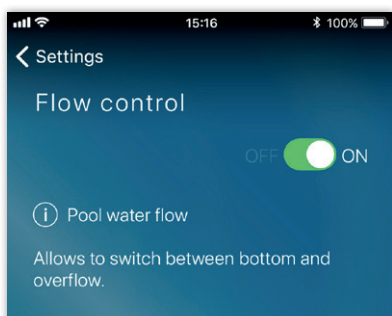 15:16 100%
Settings
Flow control
OFF ON
i Pool water flow
Allows to switch between bottom and
overflow.